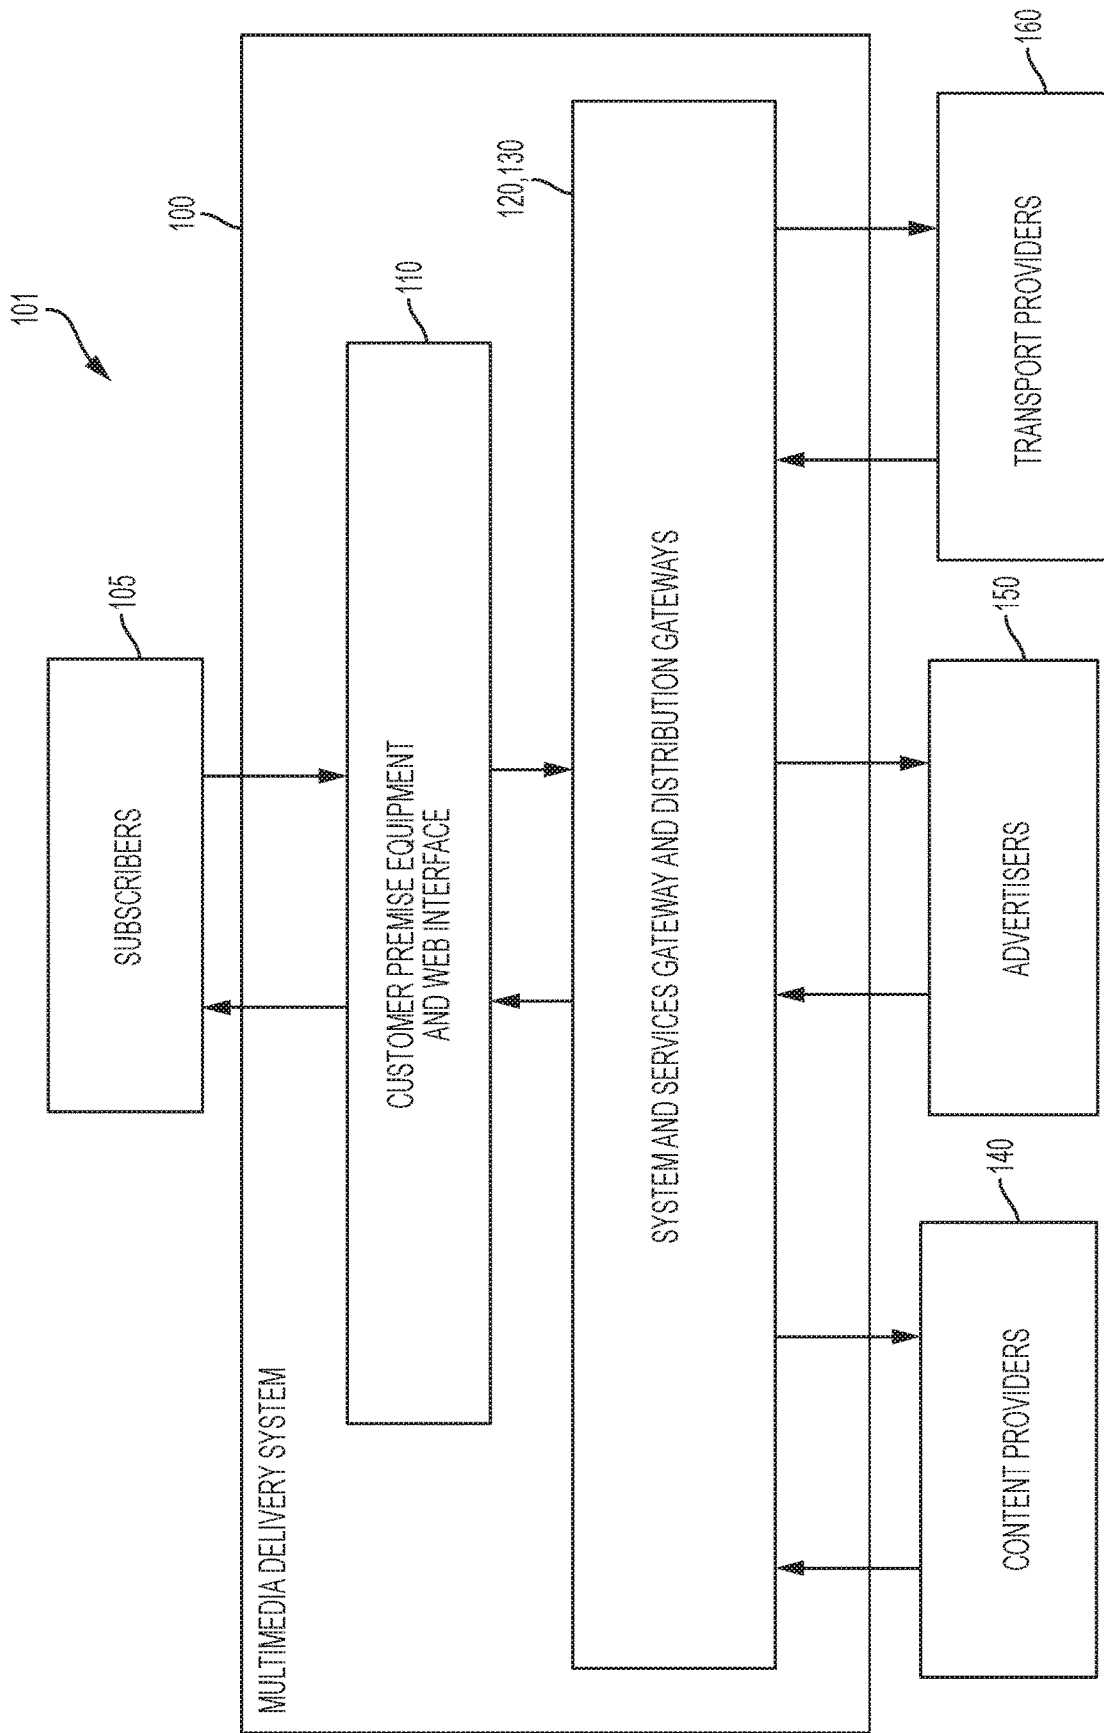 101
SUBSCRIBERS
105
100
MULTIMEDIA DELIVERY SYSTEM
110
CUSTOMER PREMISE EQUIPMENT
AND WEB INTERFACE
120,130
SYSTEM AND SERVICES GATEWAY AND DISTRIBUTION GATEWAYS
140
CONTENT PROVIDERS
150
ADVERTISERS
160
TRANSPORT PROVIDERS